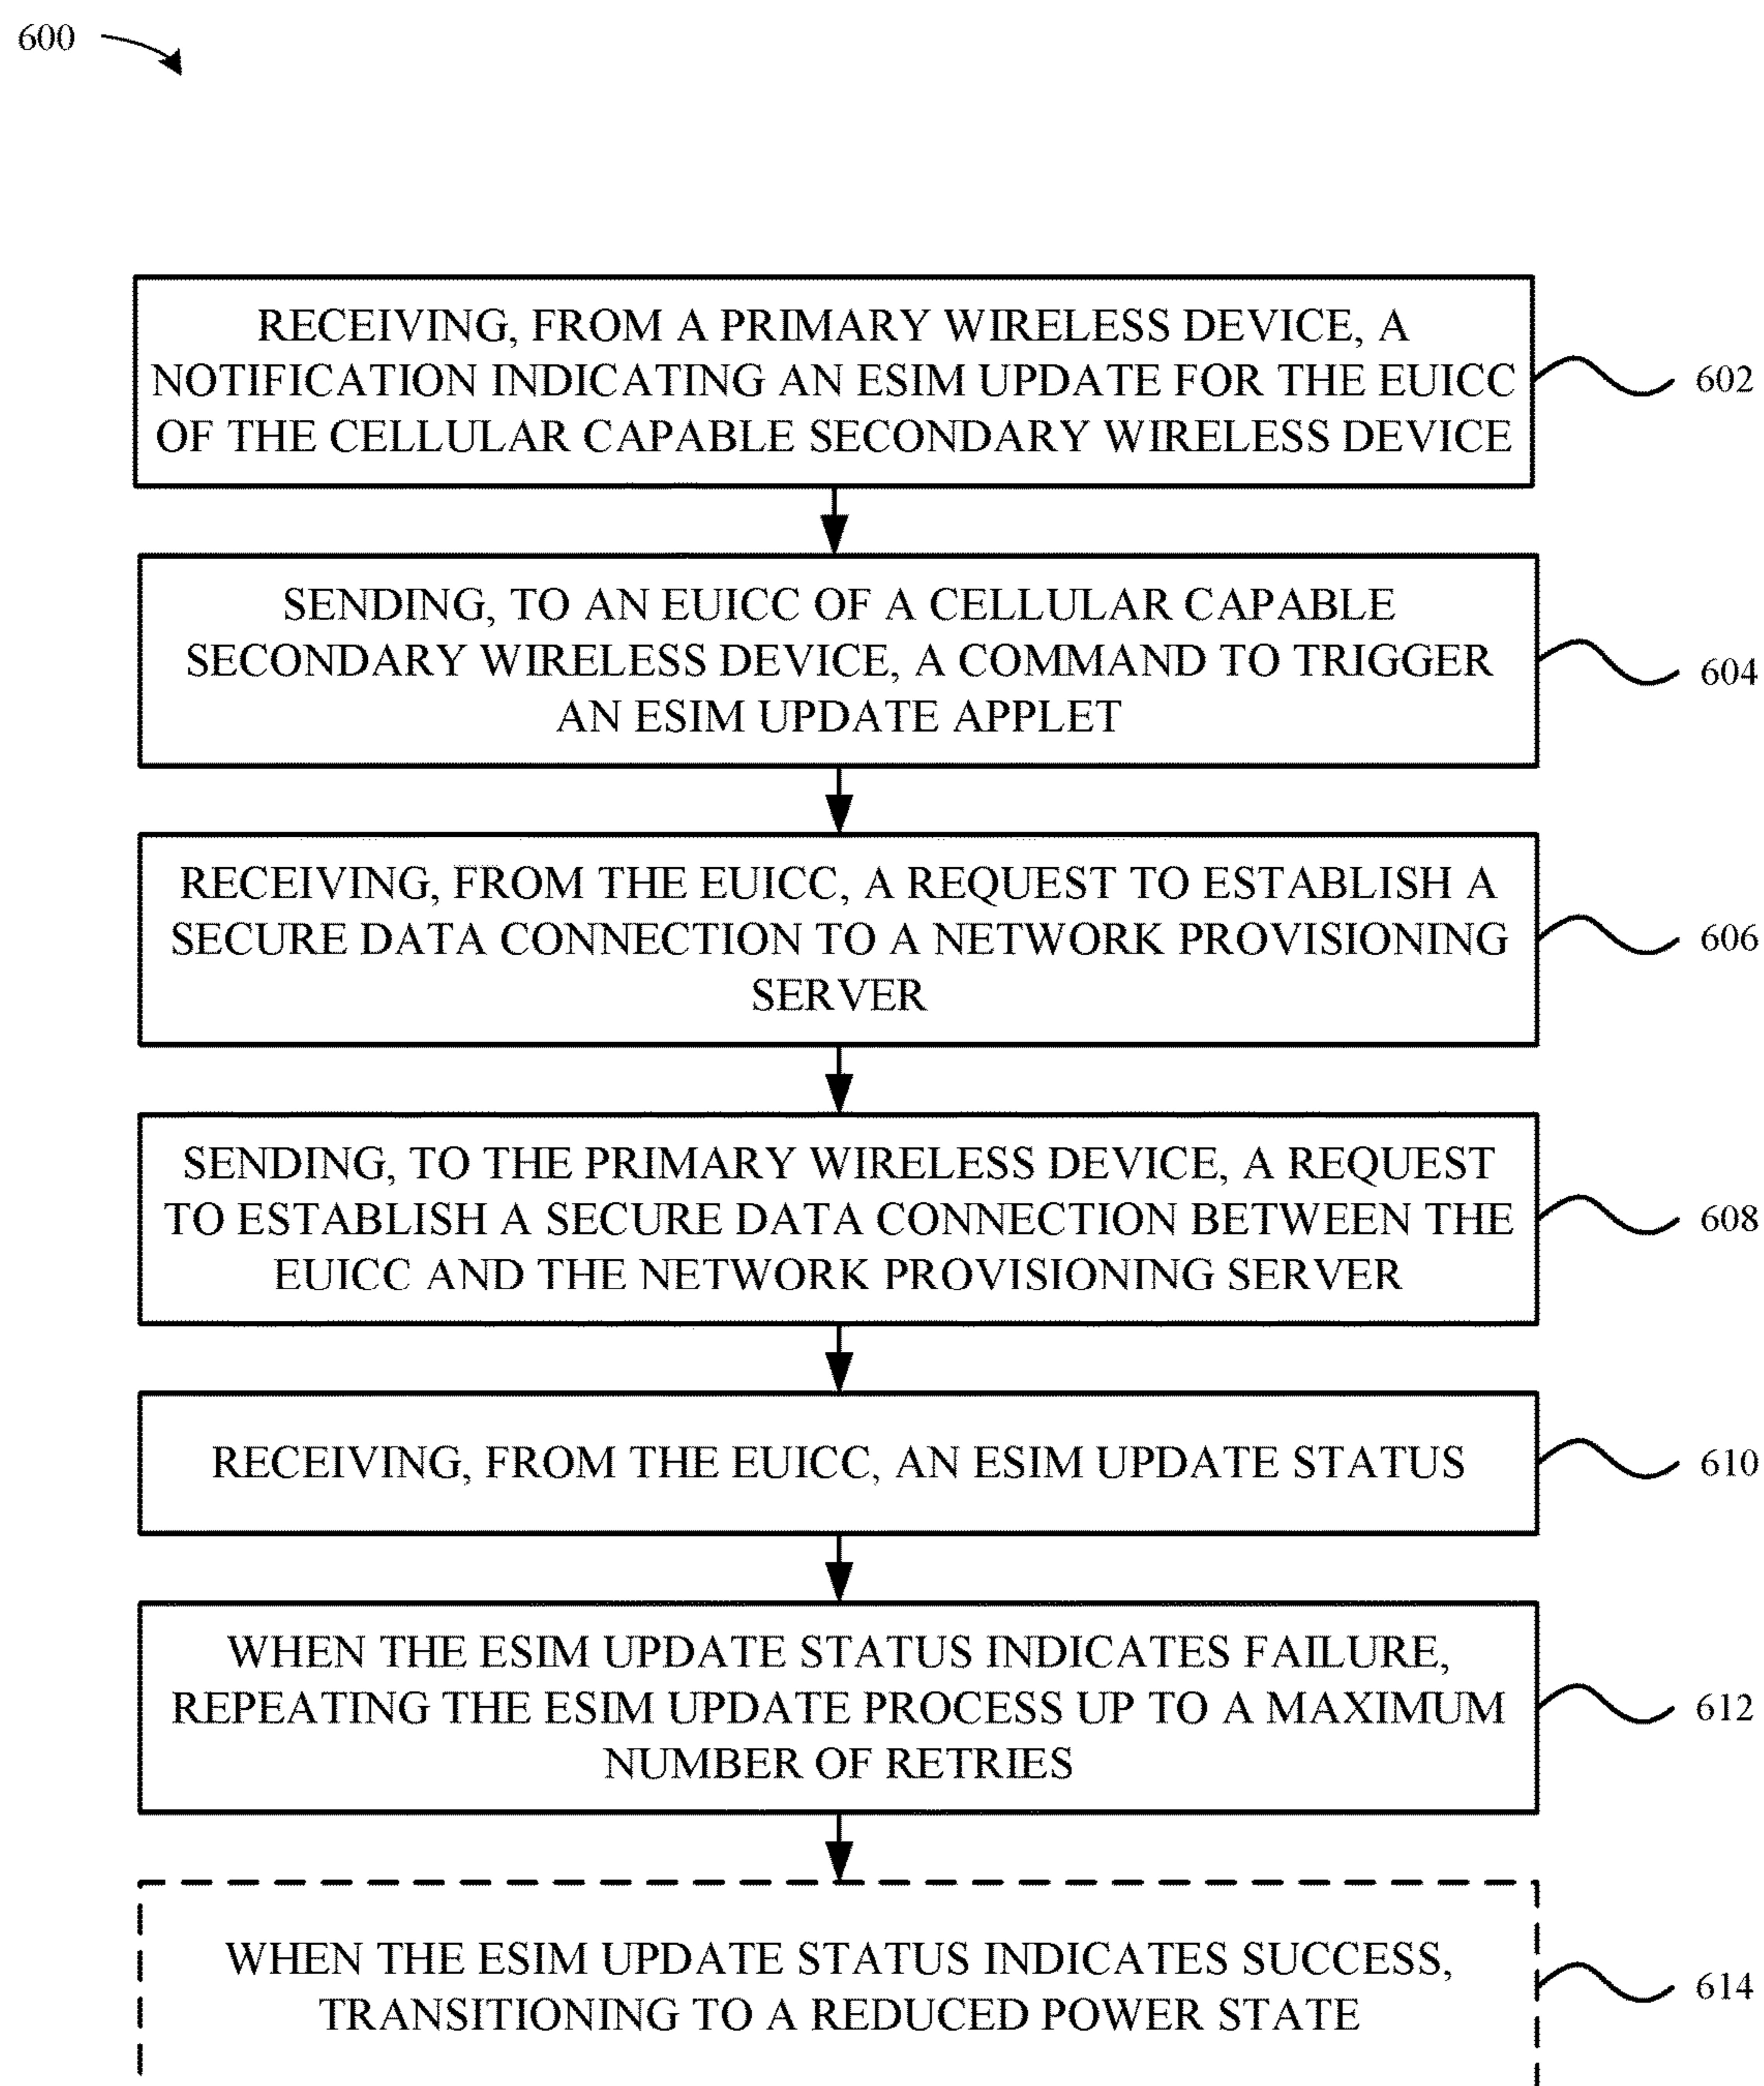 600
RECEIVING, FROM A PRIMARY WIRELESS DEVICE, A
NOTIFICATION INDICATING AN ESIM UPDATE FOR THE EUICC
OF THE CELLULAR CAPABLE SECONDARY WIRELESS DEVICE
602
SENDING, TO AN EUICC OF A CELLULAR CAPABLE
SECONDARY WIRELESS DEVICE, A COMMAND TO TRIGGER
AN ESIM UPDATE APPLET
604
RECEIVING, FROM THE EUICC, A REQUEST TO ESTABLISH A
SECURE DATA CONNECTION TO A NETWORK PROVISIONING
SERVER
606
SENDING, TO THE PRIMARY WIRELESS DEVICE, A REQUEST
TO ESTABLISH A SECURE DATA CONNECTION BETWEEN THE
EUICC AND THE NETWORK PROVISIONING SERVER
608
RECEIVING, FROM THE EUICC, AN ESIM UPDATE STATUS
610
WHEN THE ESIM UPDATE STATUS INDICATES FAILURE,
REPEATING THE ESIM UPDATE PROCESS UP TO A MAXIMUM
NUMBER OF RETRIES
612
WHEN THE ESIM UPDATE STATUS INDICATES SUCCESS,
TRANSITIONING TO A REDUCED POWER STATE
614